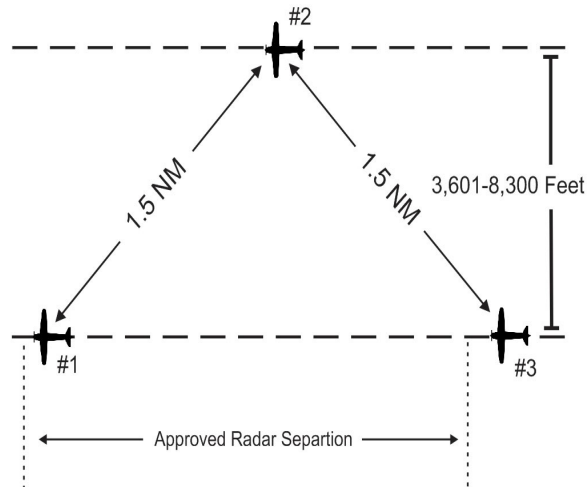 #2
1.5 NM
1.5 NM
3,601-8,300 Feet
#1
#3
Approved Radar Separtion